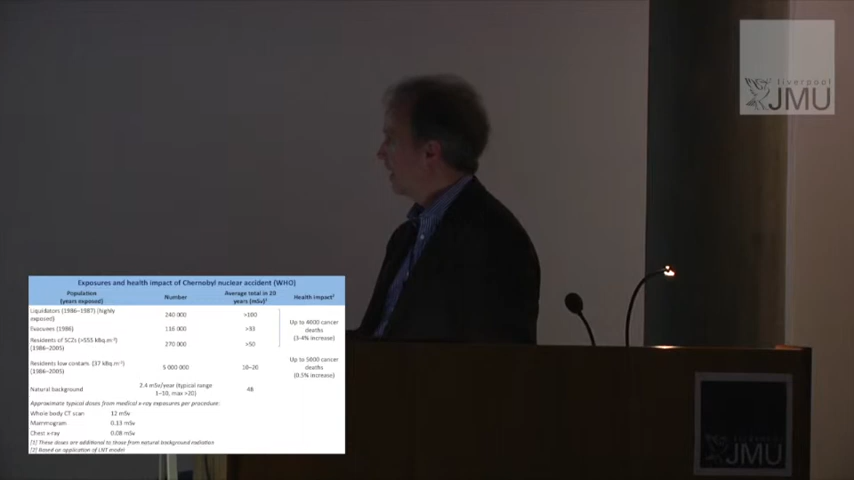 liverpool
JMU
Exposures and health impact of Chernobyl nuclear accident (WHO)
Population (years exposed) Number Average total in 20 years (mSv)¹ Health impact²
Liquidators (1986–1987) (highly exposed) 240 000 >100
Evacuees (1986) 116 000 >33
Residents of SCZs (>555 kBq m⁻²) (1986–2005) 270 000 >50
Up to 4000 cancer deaths (3-4% increase)
Residents low contam. (37 kBq m⁻²) (1986–2005) 5 000 000 10–20
Up to 5000 cancer deaths (0.5% increase)
Natural background 2.4 mSv/year (typical range 1–10, max >20) 48
Approximate typical doses from medical x-ray exposures per procedure:
Whole body CT scan 12 mSv
Mammogram 0.13 mSv
Chest x-ray 0.08 mSv
[1] These doses are additional to those from natural background radiation
[2] Based on application of LNT model
JMU